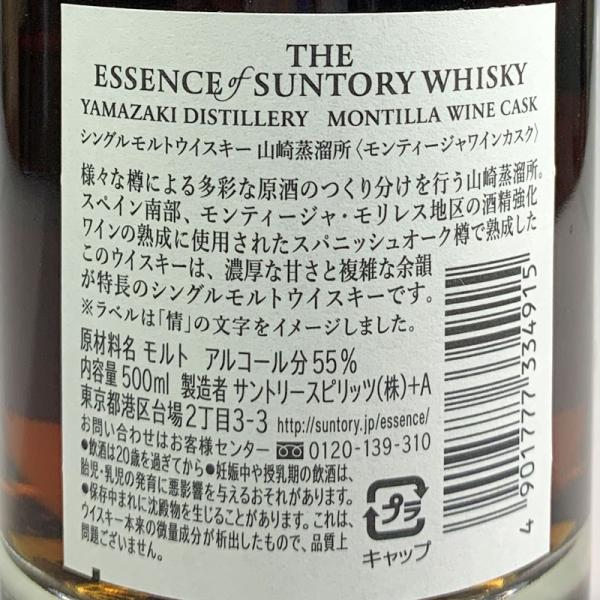 THE
ESSENCE of SUNTORY WHISKY
YAMAZAKI DISTILLERY MONTILLA WINE CASK
シングルモルトウイスキー 山崎蒸溜所〈モンティージャワインカスク〉
様々な樽による多彩な原酒のつくり分けを行う山崎蒸溜所。
スペイン南部、モンティージャ・モリレス地区の酒精強化
ワインの熟成に使用されたスパニッシュオーク樽で熟成した
このウイスキーは、濃厚な甘さと複雑な余韻
が特長のシングルモルトウイスキーです。
※ラベルは「情」の文字をイメージしました。
原材料名 モルト アルコール分55%
内容量 500ml 製造者 サントリースピリッツ(株)+A
東京都港区台場2丁目3-3 http://suntory.jp/essence/
お問い合わせはお客様センター 0120-139-310
●飲酒は20歳を過ぎてから●妊娠中や授乳期の飲酒は、
胎児・乳児の発育に悪影響を与えるおそれがあります。
●保存中まれに沈殿物を生じることがあります。これは、
ウイスキー本来の微量成分が析出したもので、品質上
問題ございません。
プラ
キャップ
4901777334915